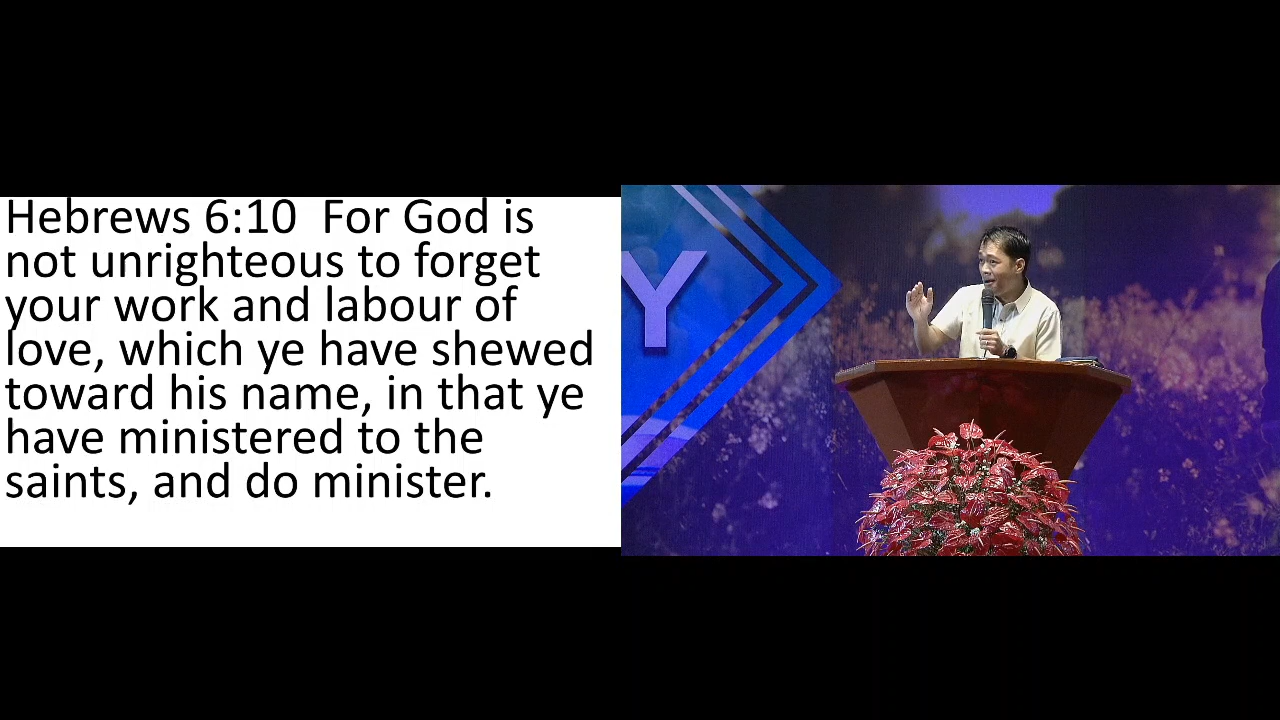 Hebrews 6:10  For God is
not unrighteous to forget
your work and labour of
love, which ye have shewed
toward his name, in that ye
have ministered to the
saints, and do minister.
Y